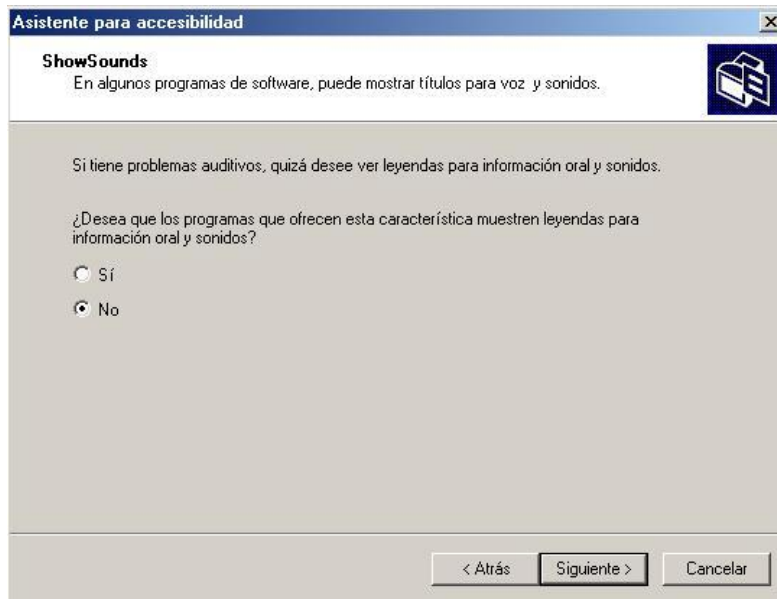 Asistente para accesibilidad
ShowSounds
En algunos programas de software, puede mostrar títulos para voz y sonidos.
Si tiene problemas auditivos, quizá desee ver leyendas para información oral y sonidos.
¿Desea que los programas que ofrecen esta característica muestren leyendas para
información oral y sonidos?
Sí
No
< Atrás Siguiente > Cancelar